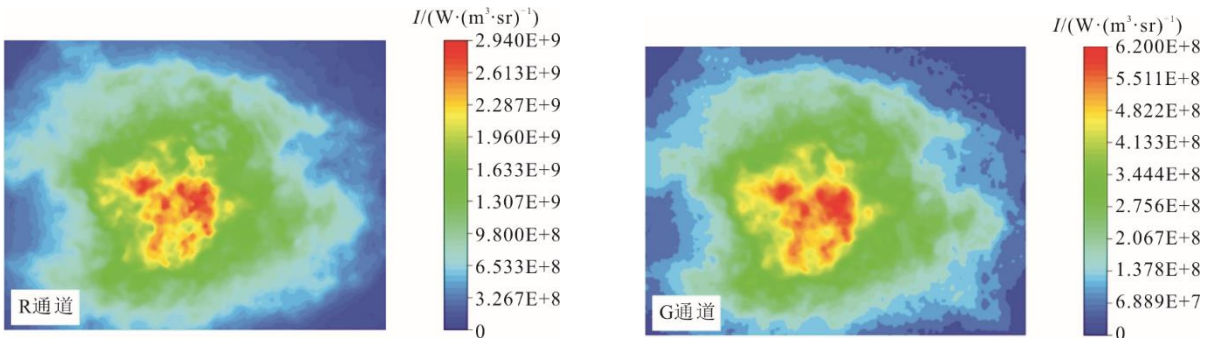 I/(W·(m³·sr)⁻¹)
2.940E+9
2.613E+9
2.287E+9
1.960E+9
1.633E+9
1.307E+9
9.800E+8
6.533E+8
3.267E+8
0
R通道
I/(W·(m³·sr)⁻¹)
6.200E+8
5.511E+8
4.822E+8
4.133E+8
3.444E+8
2.756E+8
2.067E+8
1.378E+8
6.889E+7
0
G通道